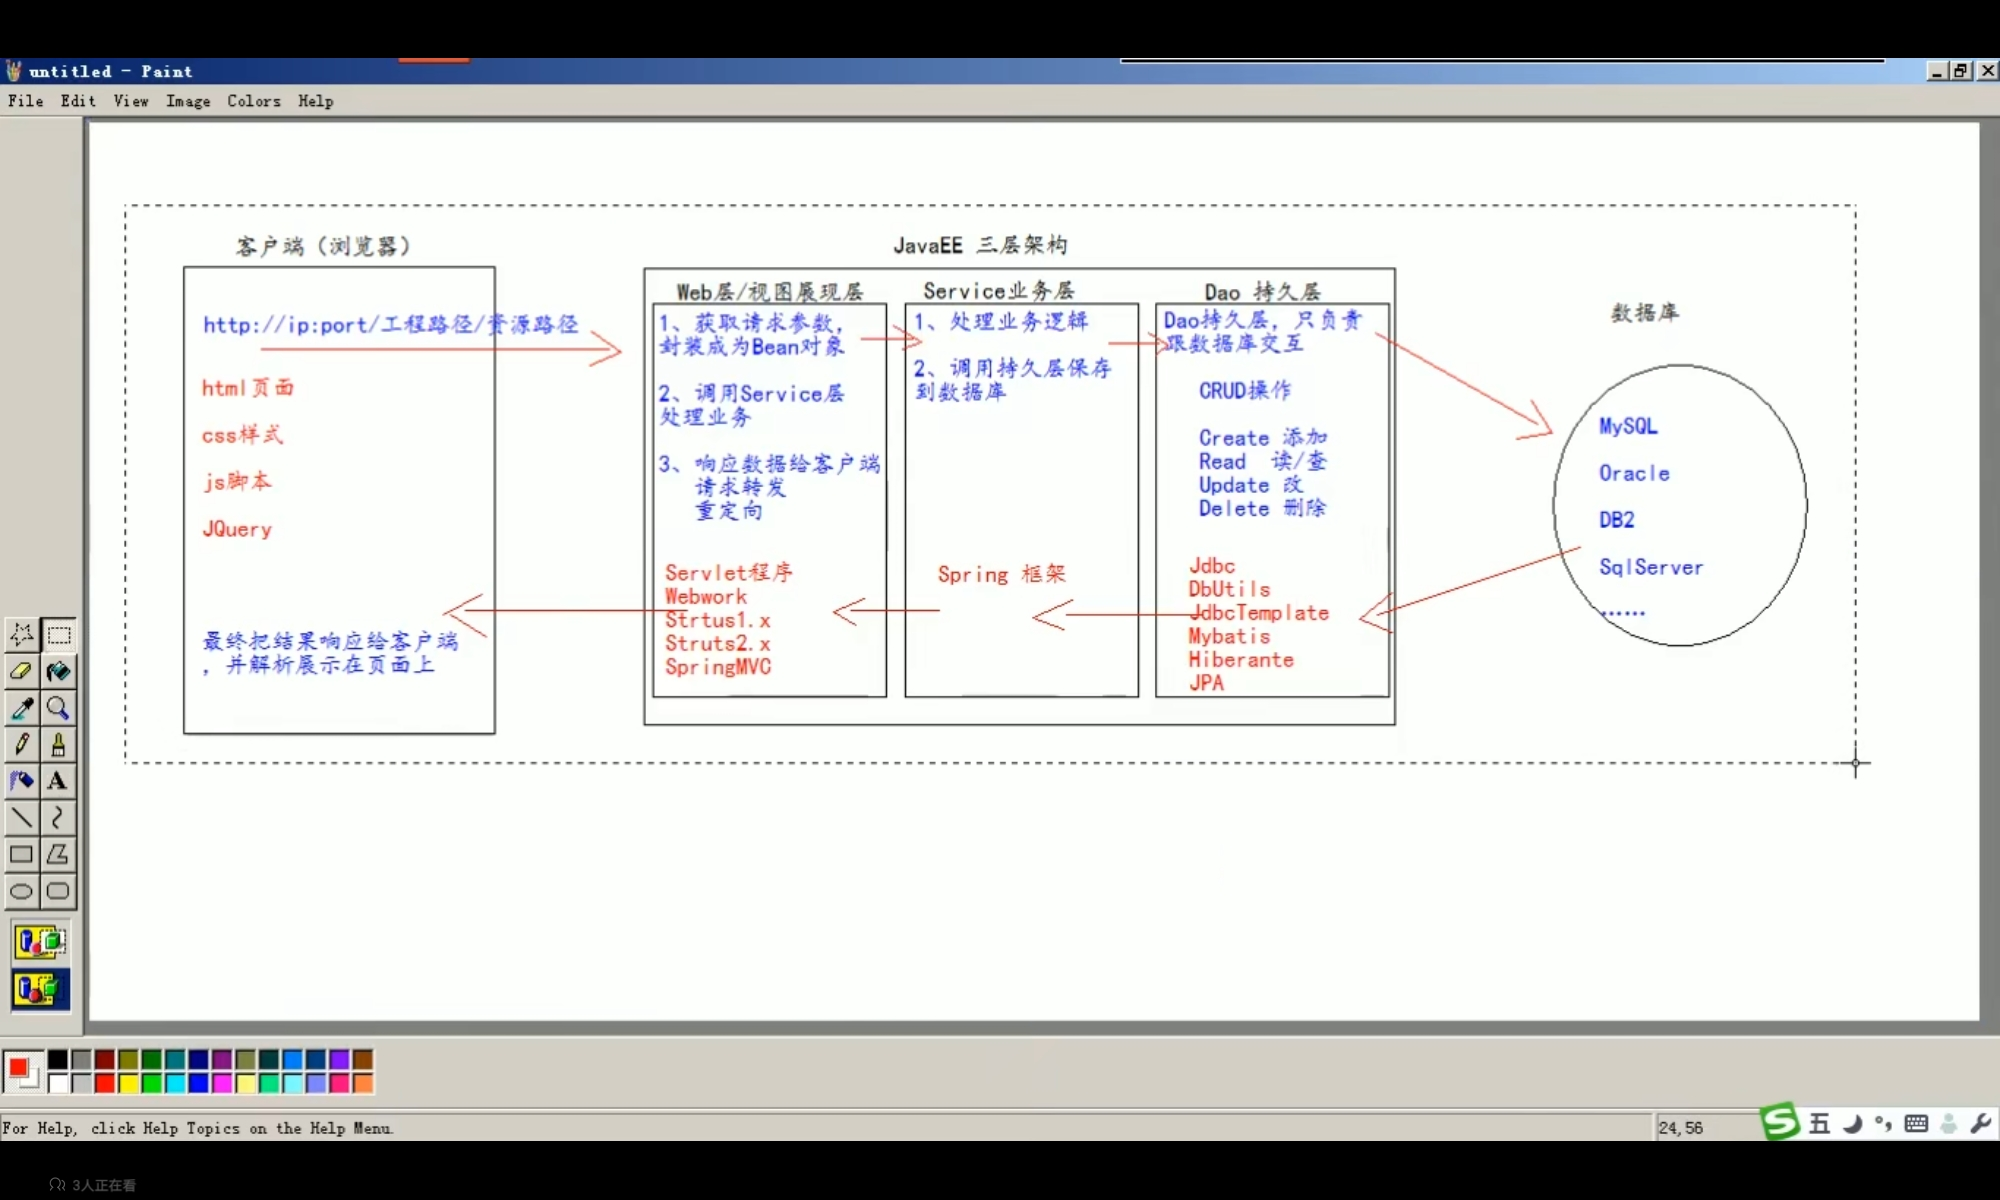 untitled - Paint
File Edit View Image Colors Help
客户端（浏览器）
http://ip:port/工程路径/资源路径
html页面
css样式
js脚本
JQuery
最终把结果响应给客户端
，并解析展示在页面上
JavaEE 三层架构
Web层/视图展现层
1、获取请求参数，
封装成为Bean对象
2、调用Service层
处理业务
3、响应数据给客户端
请求转发
重定向
Servlet程序
Webwork
Strtus1.x
Struts2.x
SpringMVC
Service业务层
1、处理业务逻辑
2、调用持久层保存
到数据库
Spring 框架
Dao 持久层
Dao持久层，只负责
跟数据库交互
CRUD操作
Create 添加
Read 读/查
Update 改
Delete 删除
Jdbc
DbUtils
JdbcTemplate
Mybatis
Hiberante
JPA
数据库
MySQL
Oracle
DB2
SqlServer
......
A
For Help, click Help Topics on the Help Menu.
24,56
S 五
3人正在看